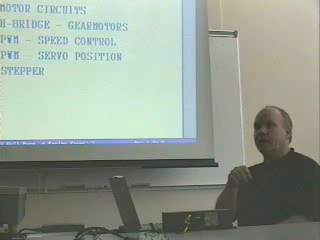 MOTOR CIRCUITS
H-BRIDGE - GEARMOTORS
PWM - SPEED CONTROL
PWM - SERVO POSITION
STEPPER